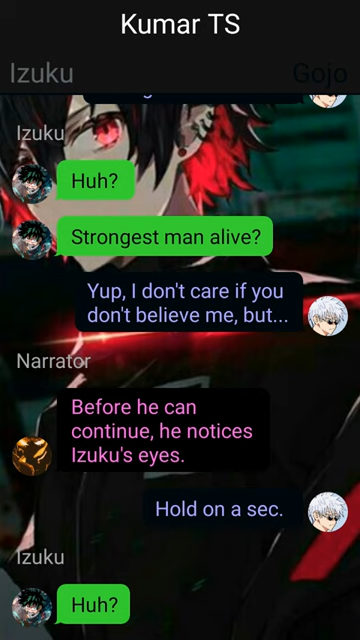 Kumar TS
Izuku
Gojo
Izuku
Huh?
Strongest man alive?
Yup, I don't care if you
don't believe me, but...
Narrator
Before he can
continue, he notices
Izuku's eyes.
Hold on a sec.
Izuku
Huh?